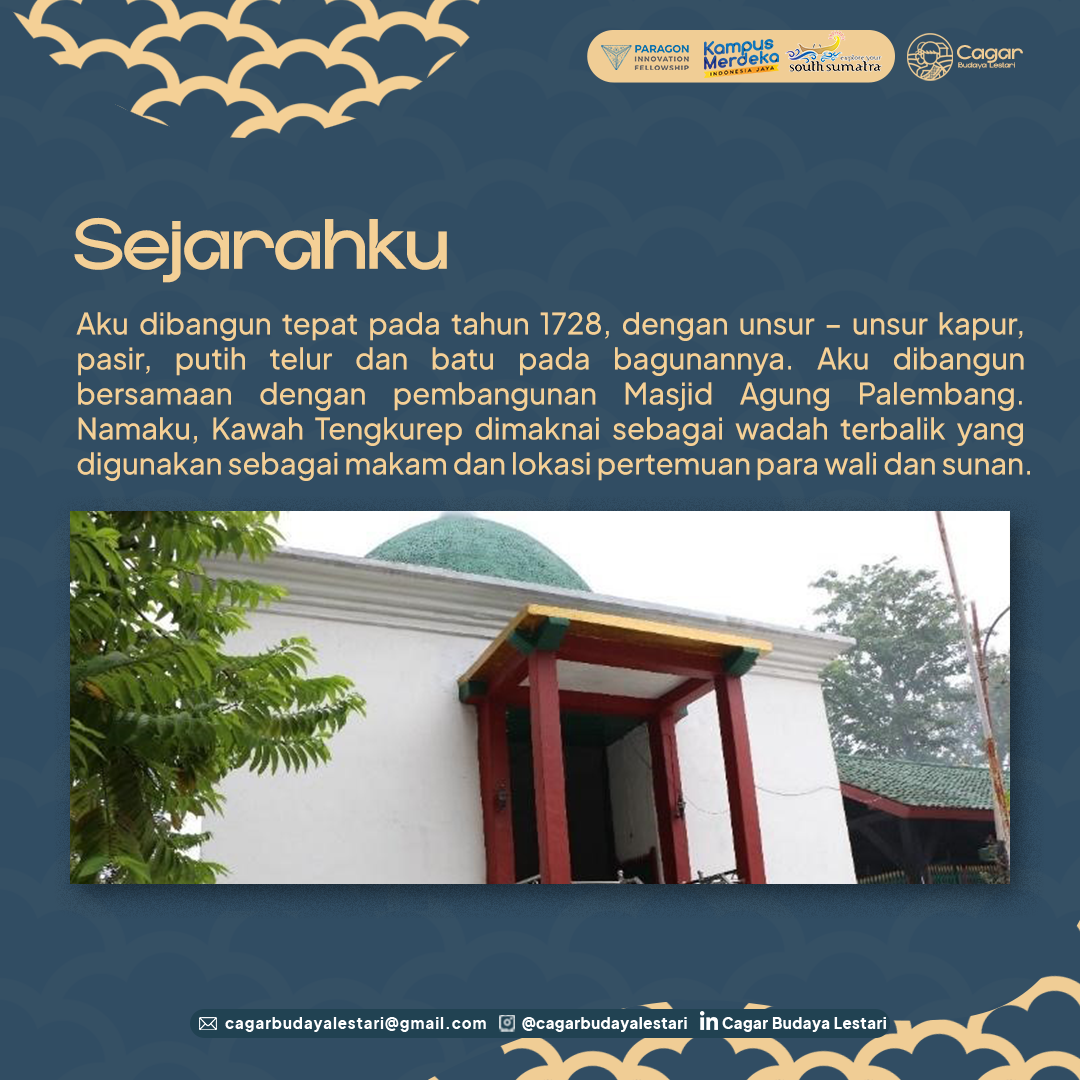 PARAGON
INNOVATION
FELLOWSHIP
Kampus
Merdeka
INDONESIA JAYA
explore your
south sumatra
Cagar
Budaya Lestari
Sejarahku
Aku dibangun tepat pada tahun 1728, dengan unsur – unsur kapur,
pasir, putih telur dan batu pada bagunannya. Aku dibangun
bersamaan dengan pembangunan Masjid Agung Palembang.
Namaku, Kawah Tengkurep dimaknai sebagai wadah terbalik yang
digunakan sebagai makam dan lokasi pertemuan para wali dan sunan.
cagarbudayalestari@gmail.com @cagarbudayalestari in Cagar Budaya Lestari